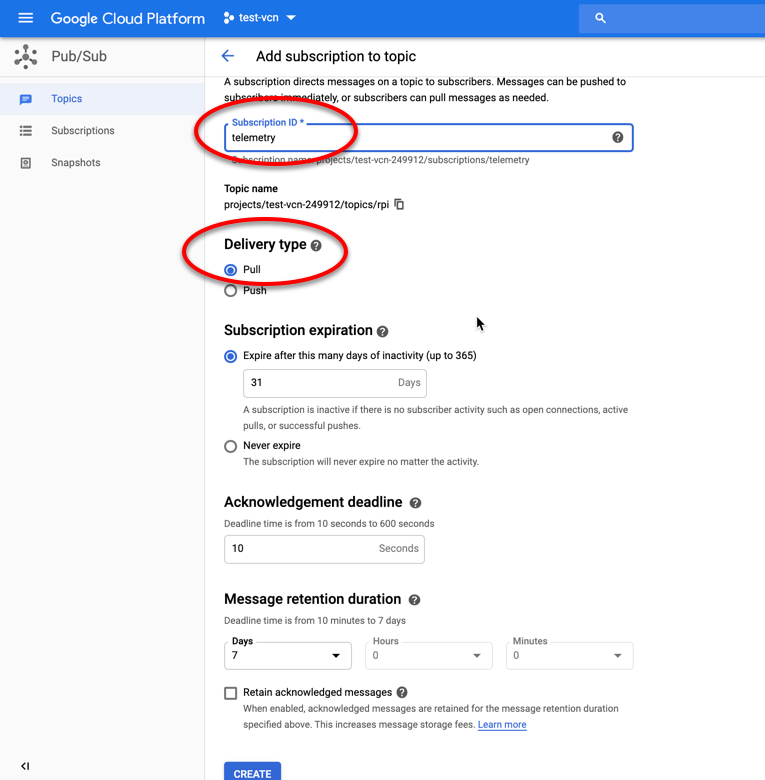 Google Cloud Platform
test-vcn
Pub/Sub
Add subscription to topic
Topics
Subscriptions
Snapshots
A subscription directs messages on a topic to subscribers. Messages can be pushed to
subscribers immediately, or subscribers can pull messages as needed.
Subscription ID *
telemetry
Subscription name: projects/test-vcn-249912/subscriptions/telemetry
Topic name
projects/test-vcn-249912/topics/rpi
Delivery type
Pull
Push
Subscription expiration
Expire after this many days of inactivity (up to 365)
31 Days
A subscription is inactive if there is no subscriber activity such as open connections, active
pulls, or successful pushes.
Never expire
The subscription will never expire no matter the activity.
Acknowledgement deadline
Deadline time is from 10 seconds to 600 seconds
10 Seconds
Message retention duration
Deadline time is from 10 minutes to 7 days
Days Hours Minutes
7 0 0
Retain acknowledged messages
When enabled, acknowledged messages are retained for the message retention duration
specified above. This increases message storage fees. Learn more
CREATE